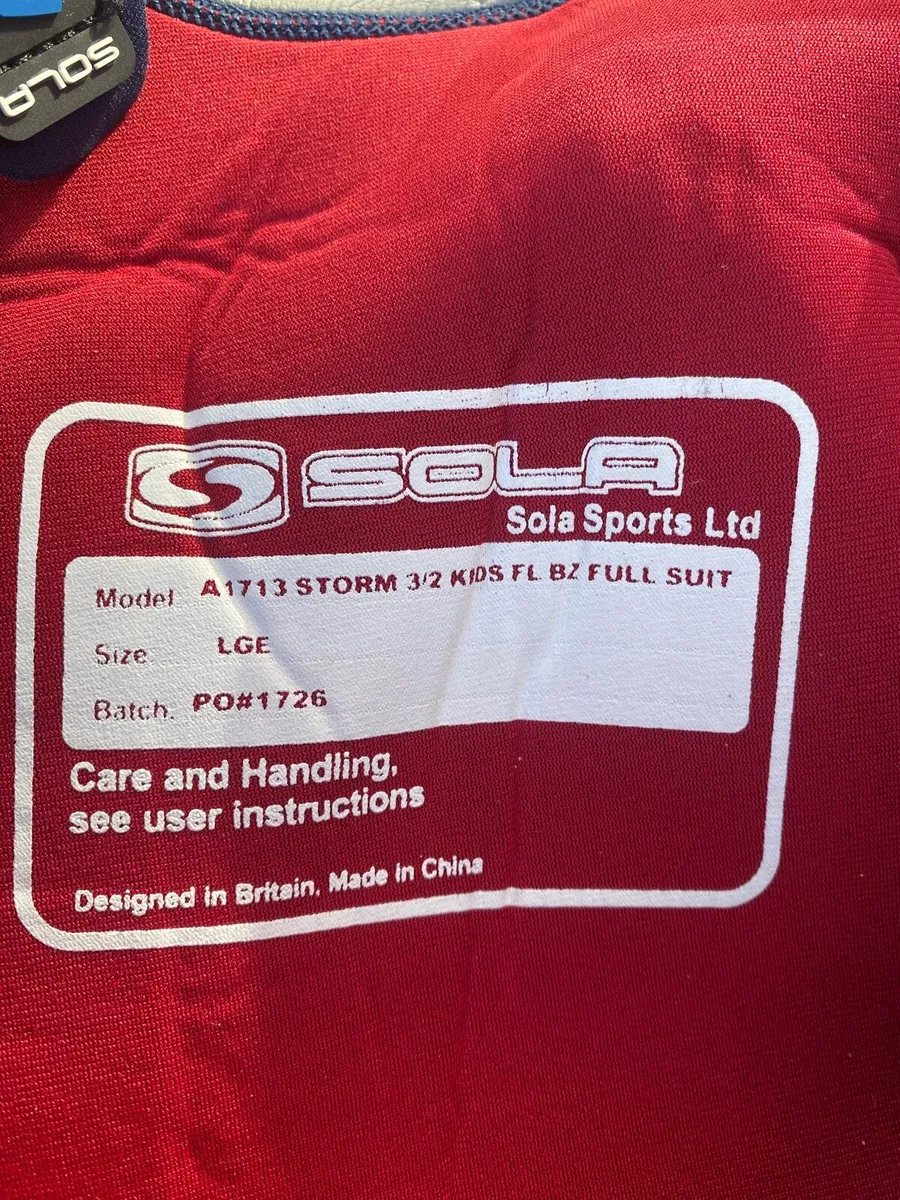 SOLA
SOLA
Sola Sports Ltd
Model A1713 STORM 3/2 KIDS FL BZ FULL SUIT
Size LGE
Batch. PO#1726
Care and Handling,
see user instructions
Designed in Britain. Made in China